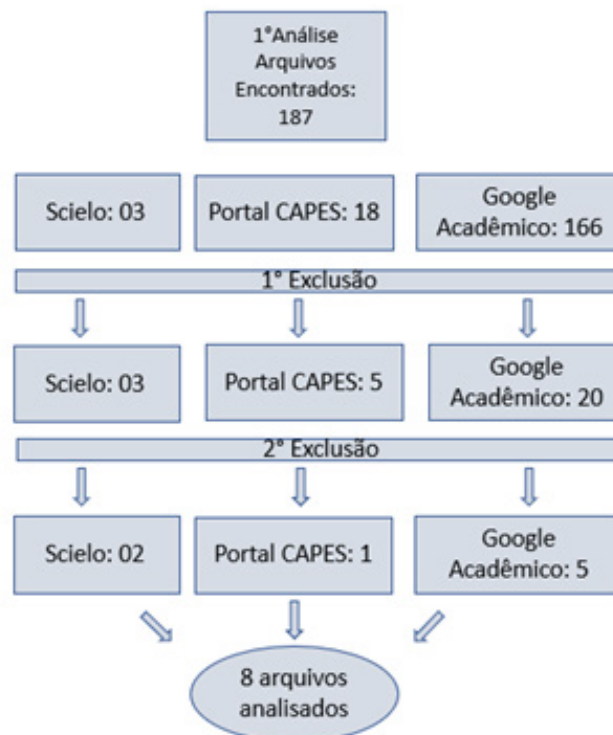 1°Análise
Arquivos
Encontrados:
187
Scielo: 03
Portal CAPES: 18
Google
Acadêmico: 166
1° Exclusão
Scielo: 03
Portal CAPES: 5
Google
Acadêmico: 20
2° Exclusão
Scielo: 02
Portal CAPES: 1
Google
Acadêmico: 5
8 arquivos
analisados